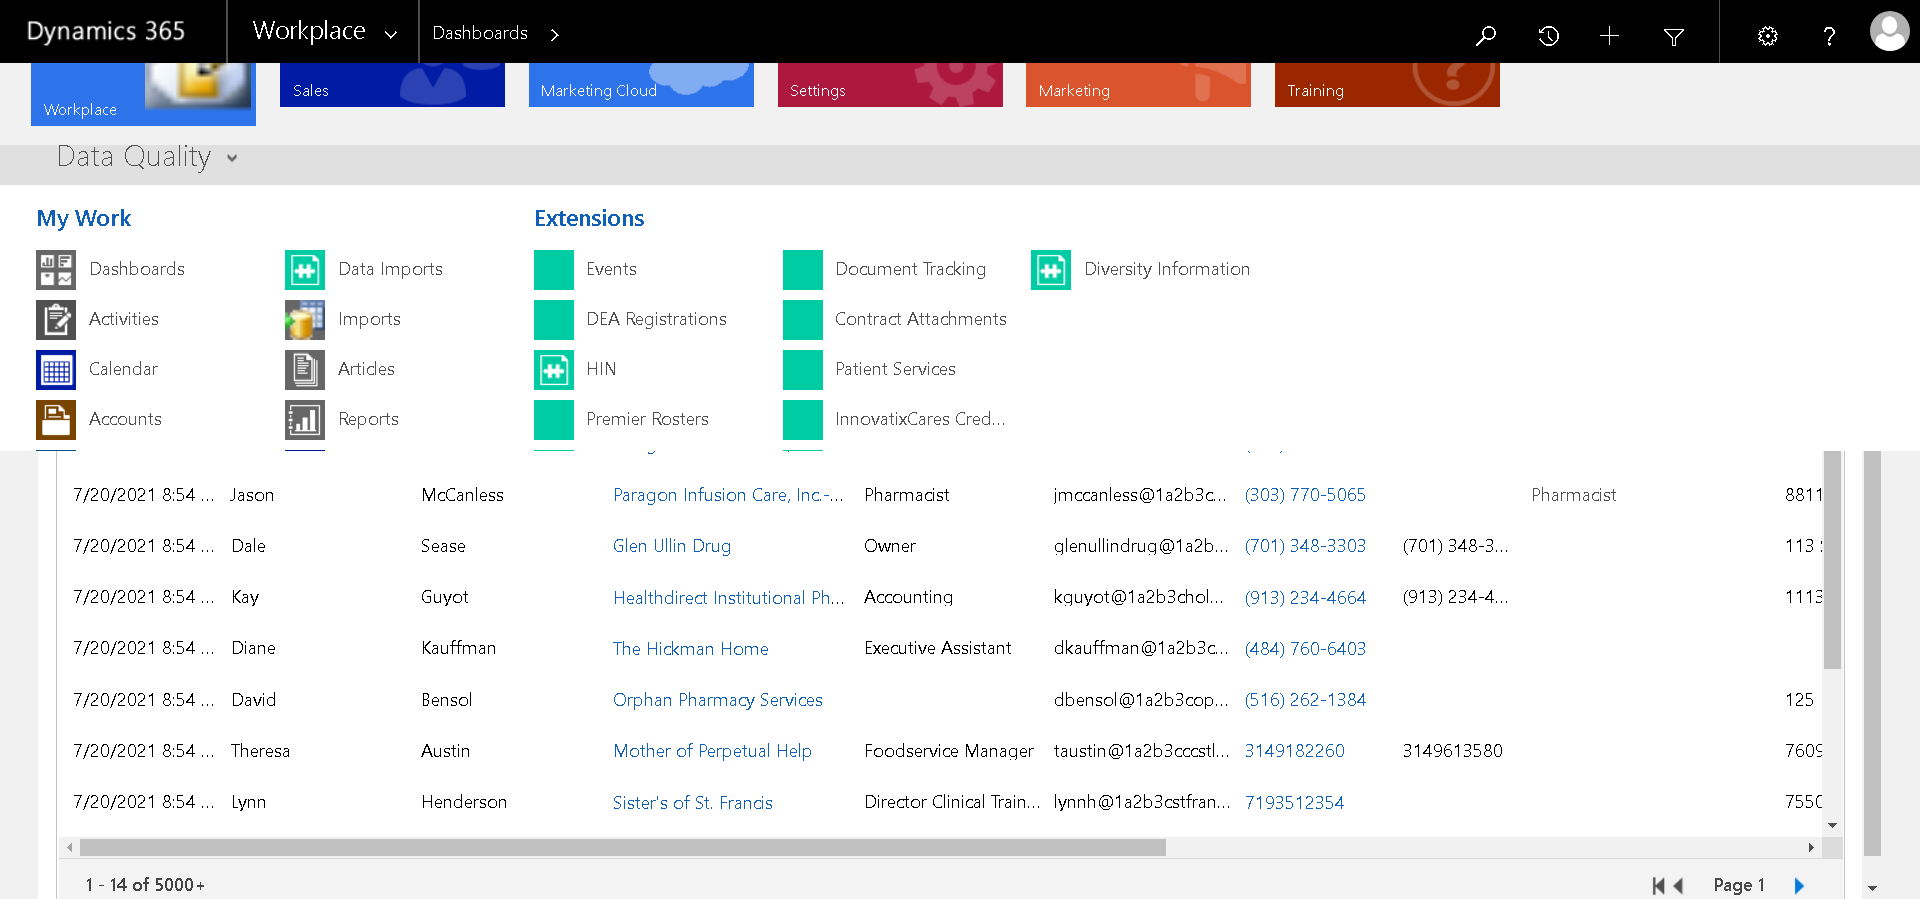 Dynamics 365
Workplace
Dashboards
Workplace
Sales
Marketing Cloud
Settings
Marketing
Training
Data Quality
My Work
Extensions
Dashboards
Data Imports
Events
Document Tracking
Diversity Information
Activities
Imports
DEA Registrations
Contract Attachments
Calendar
Articles
HIN
Patient Services
Accounts
Reports
Premier Rosters
InnovatixCares Cred...
7/20/2021 8:54 ... Jason McCanless Paragon Infusion Care, Inc.-... Pharmacist jmccanless@1a2b3c... (303) 770-5065 Pharmacist 8811
7/20/2021 8:54 ... Dale Sease Glen Ullin Drug Owner glenullindrug@1a2b... (701) 348-3303 (701) 348-3... 113
7/20/2021 8:54 ... Kay Guyot Healthdirect Institutional Ph... Accounting kguyot@1a2b3chol... (913) 234-4664 (913) 234-4... 1113
7/20/2021 8:54 ... Diane Kauffman The Hickman Home Executive Assistant dkauffman@1a2b3c... (484) 760-6403
7/20/2021 8:54 ... David Bensol Orphan Pharmacy Services dbensol@1a2b3cop... (516) 262-1384 125
7/20/2021 8:54 ... Theresa Austin Mother of Perpetual Help Foodservice Manager taustin@1a2b3cccstl... 3149182260 3149613580 7609
7/20/2021 8:54 ... Lynn Henderson Sister's of St. Francis Director Clinical Train... lynnh@1a2b3cstfran... 7193512354 7550
1 - 14 of 5000+
Page 1